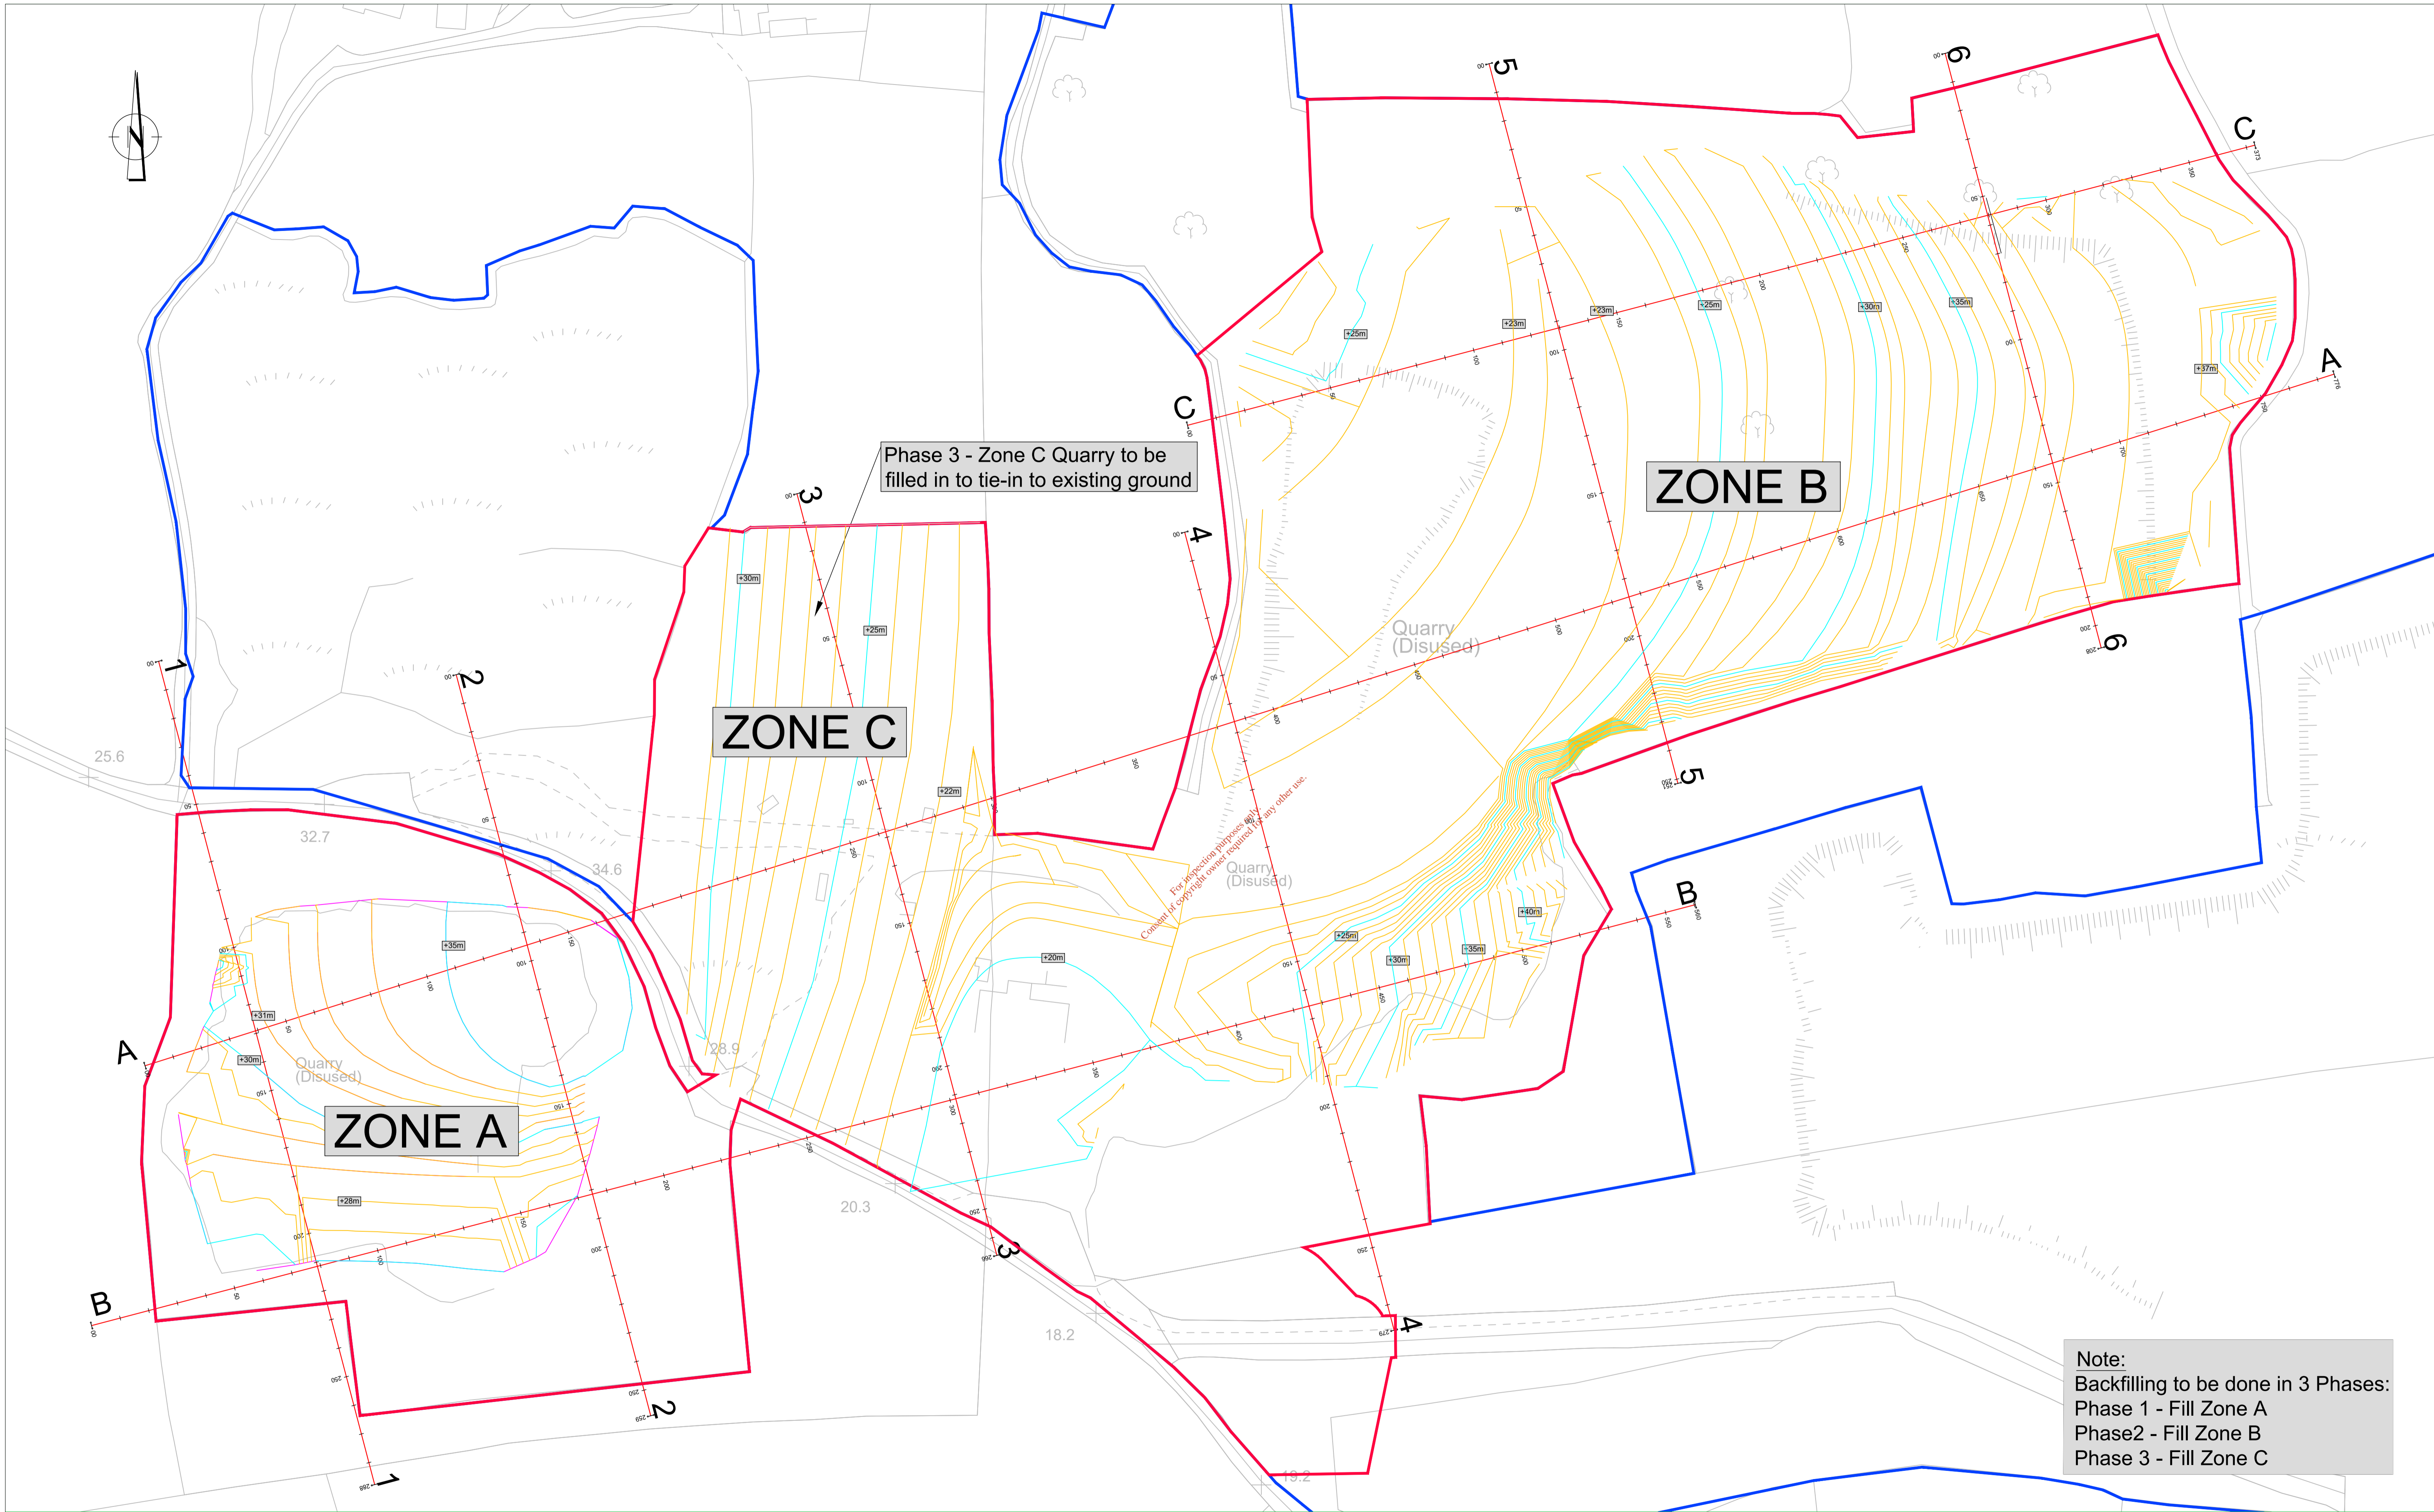 N
5
6
C
C
A
Phase 3 - Zone C Quarry to be
filled in to tie-in to existing ground
ZONE B
3
4
+25m
+23m
+23m
+25m
+30m
+35m
+37m
+30m
+25m
Quarry
(Disused)
1
2
6
ZONE C
5
25.6
32.7
34.6
+22m
For inspection purposes only.
Consent of copyright owner required for any other use.
Quarry
(Disused)
B
+35m
+20m
+25m
+30m
+35m
+40m
A
+31m
+30m
28.9
Quarry
(Disused)
ZONE A
+28m
20.3
3
B
18.2
4
2
1
19.2
Note:
Backfilling to be done in 3 Phases:
Phase 1 - Fill Zone A
Phase2 - Fill Zone B
Phase 3 - Fill Zone C